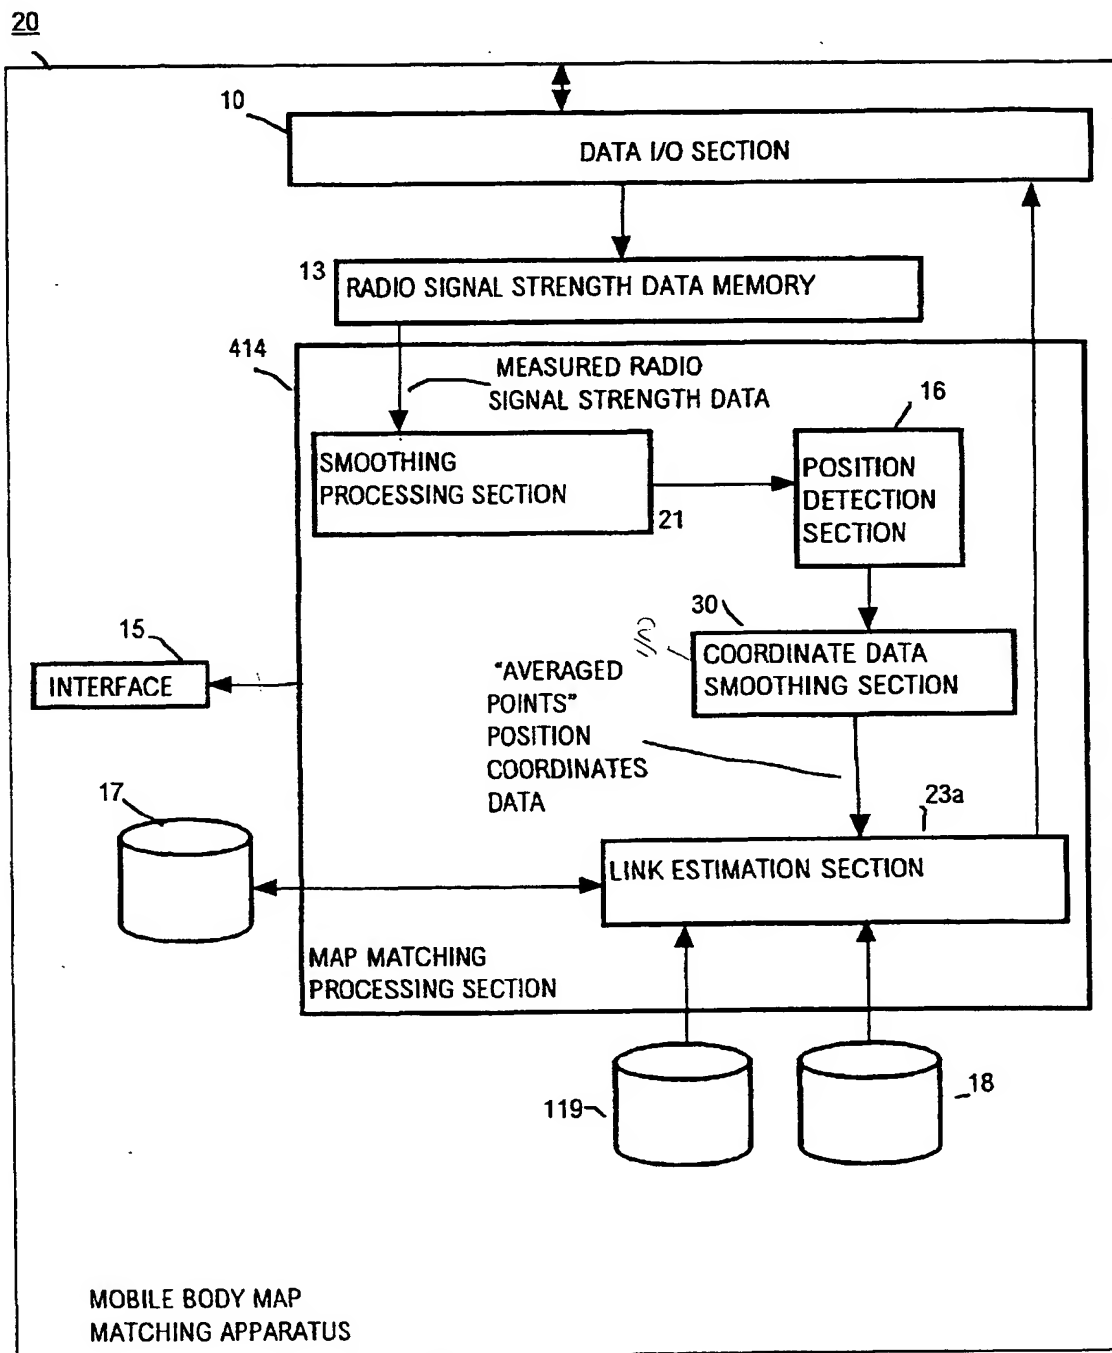 20
10
DATA I/O SECTION
13
RADIO SIGNAL STRENGTH DATA MEMORY
414
MEASURED RADIO
SIGNAL STRENGTH DATA
16
SMOOTHING
PROCESSING SECTION
21
POSITION
DETECTION
SECTION
30
COORDINATE DATA
SMOOTHING SECTION
15
INTERFACE
"AVERAGED
POINTS"
POSITION
COORDINATES
DATA
17
23a
LINK ESTIMATION SECTION
MAP MATCHING
PROCESSING SECTION
119
18
MOBILE BODY MAP
MATCHING APPARATUS